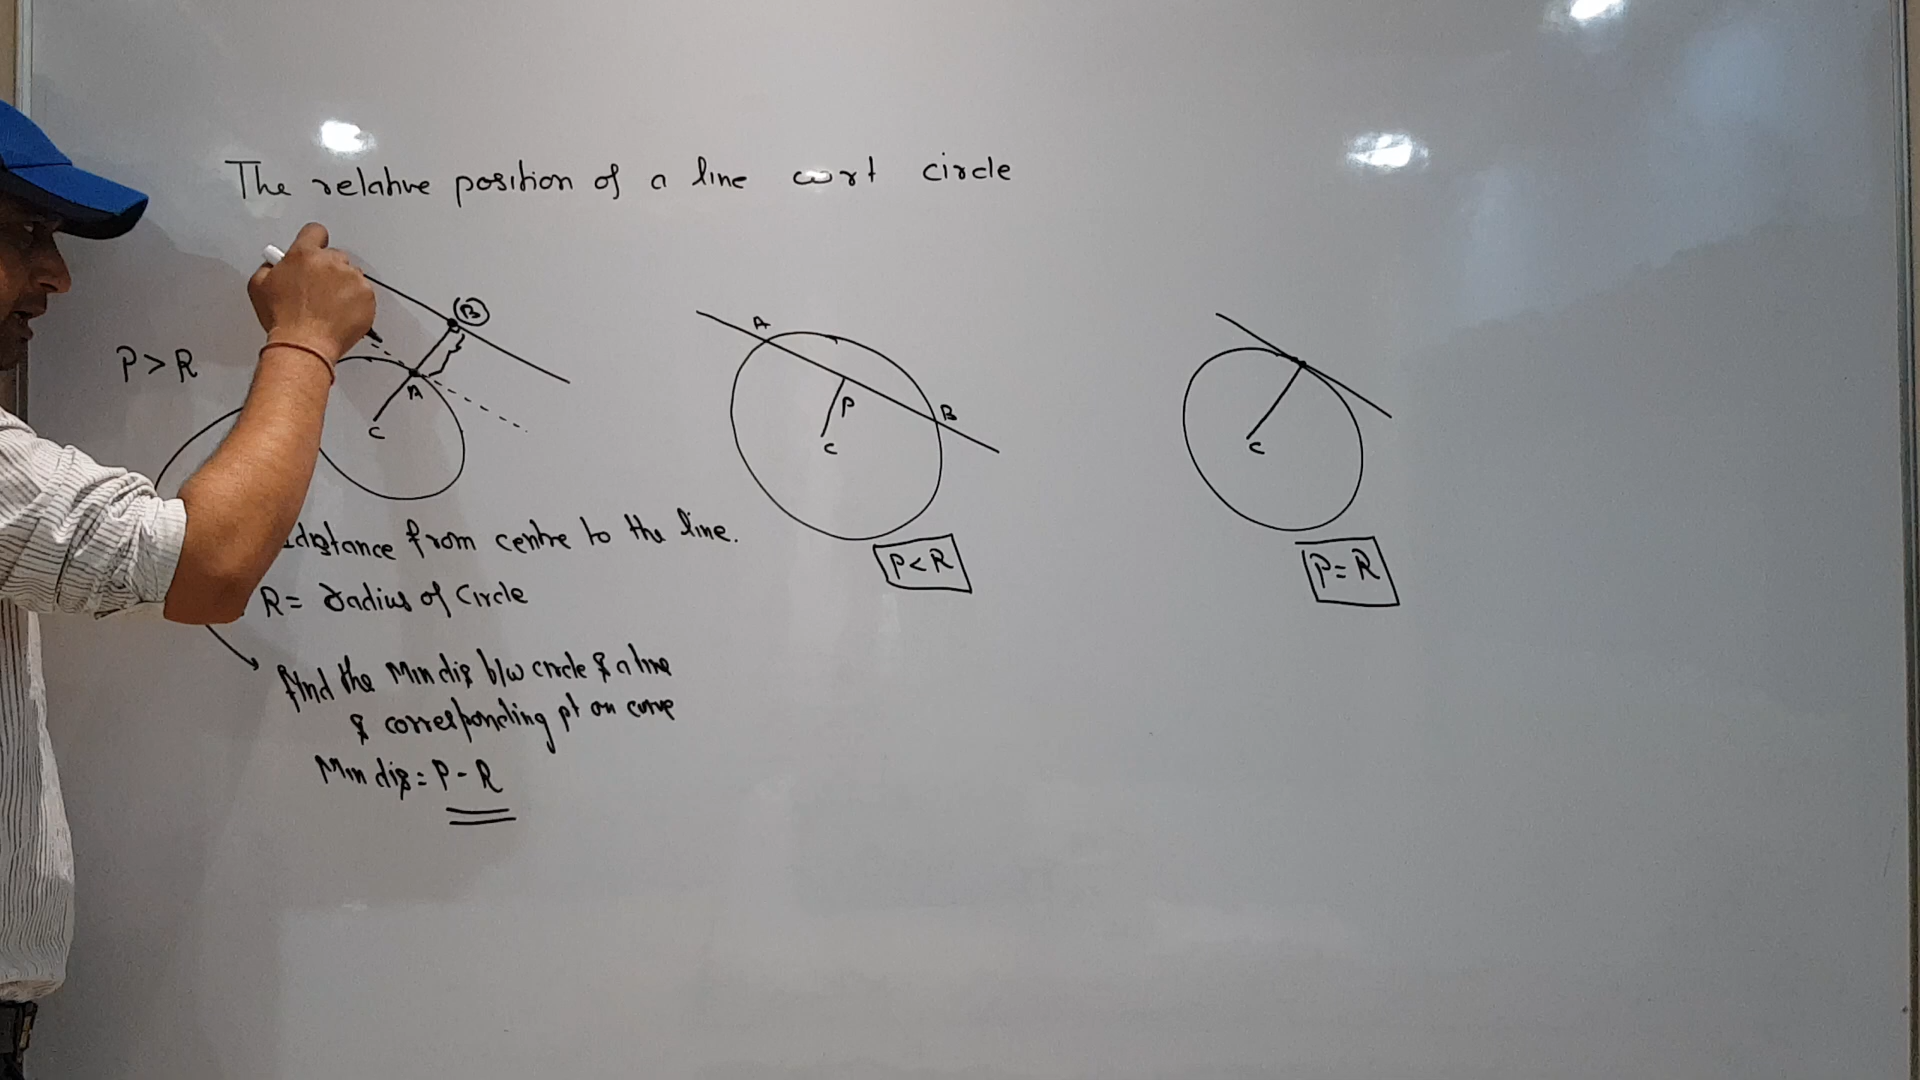 The relative position of a line wrt circle
B
P > R
A
C
A
P
B
C
C
distance from centre to the line.
R = radius of Circle
P < R
P = R
find the Min dis b/w circle & a line
& corresponding pt on curve
Min dis = P - R